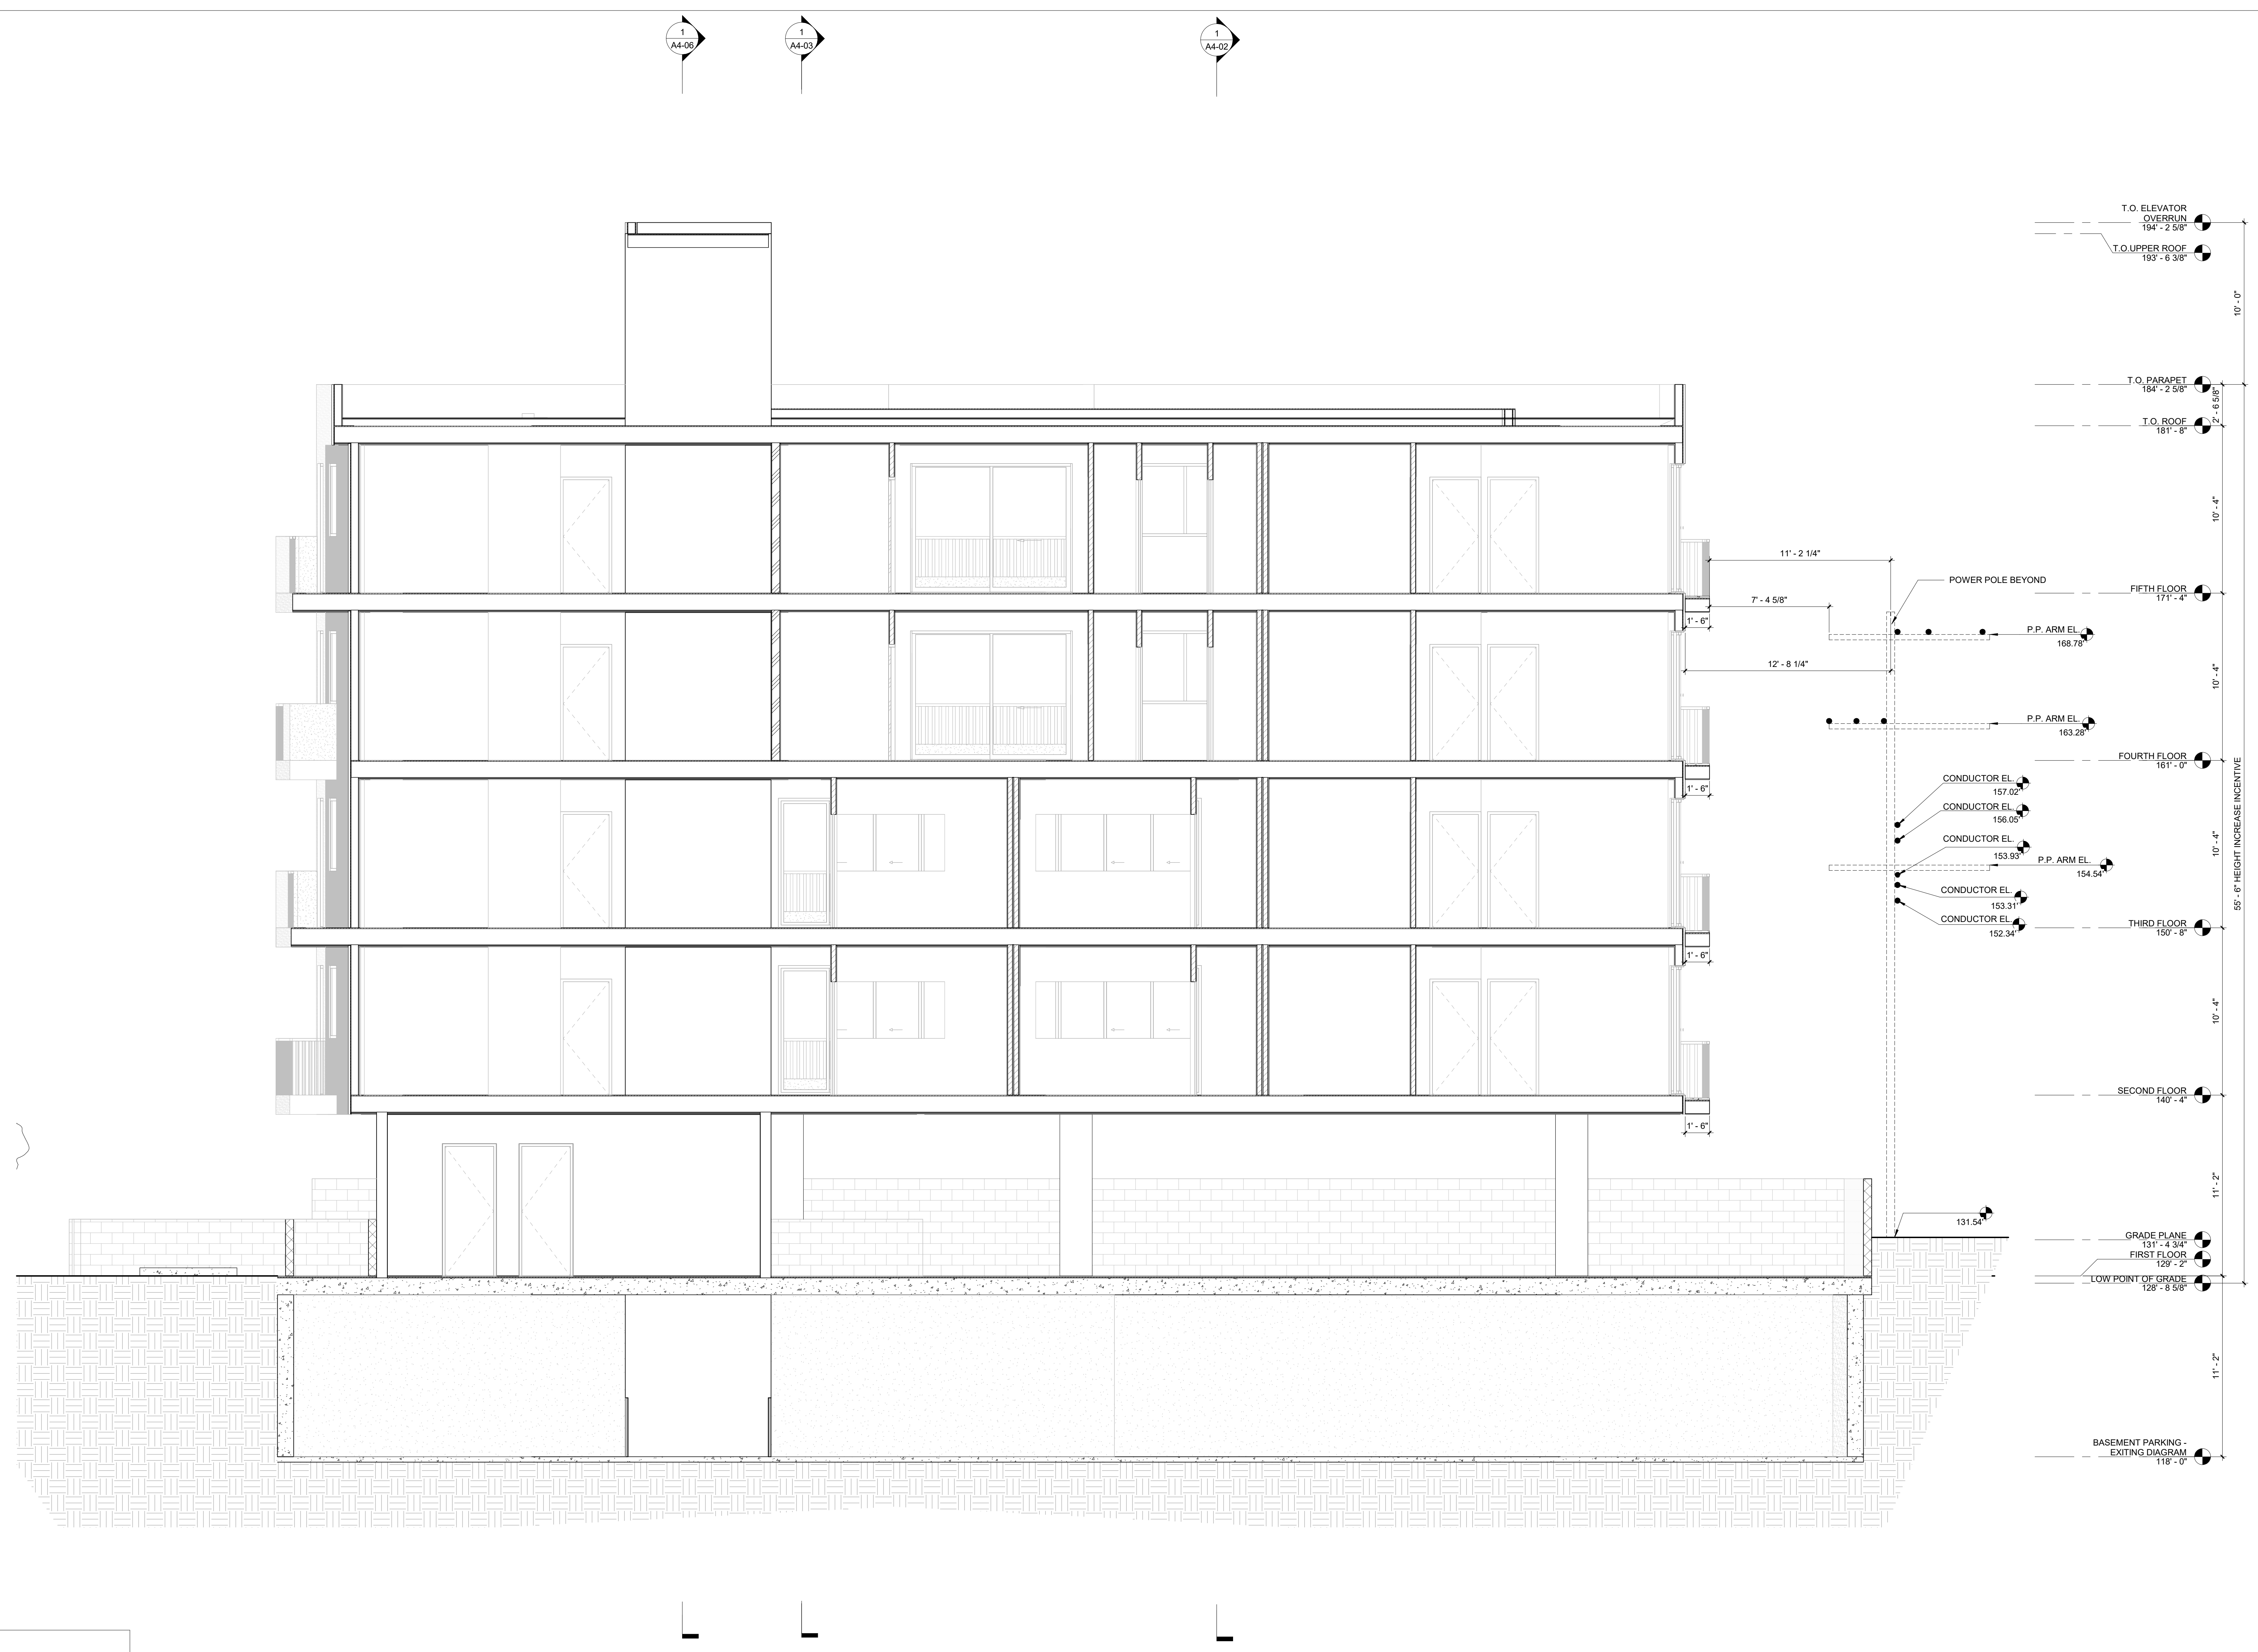 1
A4-06
1
A4-03
1
A4-02
T.O. ELEVATOR
OVERRUN
194' - 2 5/8"
T.O.UPPER ROOF
193' - 6 3/8"
10' - 0"
T.O. PARAPET
184' - 2 5/8"
2' - 6 5/8"
T.O. ROOF
181' - 8"
10' - 4"
11' - 2 1/4"
POWER POLE BEYOND
FIFTH FLOOR
171' - 4"
7' - 4 5/8"
1' - 6"
P.P. ARM EL.
168.78'
12' - 8 1/4"
10' - 4"
P.P. ARM EL.
163.28'
FOURTH FLOOR
161' - 0"
1' - 6"
CONDUCTOR EL.
157.02'
CONDUCTOR EL.
156.05'
CONDUCTOR EL.
153.93'
P.P. ARM EL.
154.54'
10' - 4"
55' - 6" HEIGHT INCREASE INCENTIVE
CONDUCTOR EL.
153.31'
CONDUCTOR EL.
152.34'
THIRD FLOOR
150' - 8"
1' - 6"
10' - 4"
SECOND FLOOR
140' - 4"
1' - 6"
11' - 2"
131.54'
GRADE PLANE
131' - 4 3/4"
FIRST FLOOR
129' - 2"
LOW POINT OF GRADE
128' - 8 5/8"
11' - 2"
BASEMENT PARKING -
EXITING DIAGRAM
118' - 0"